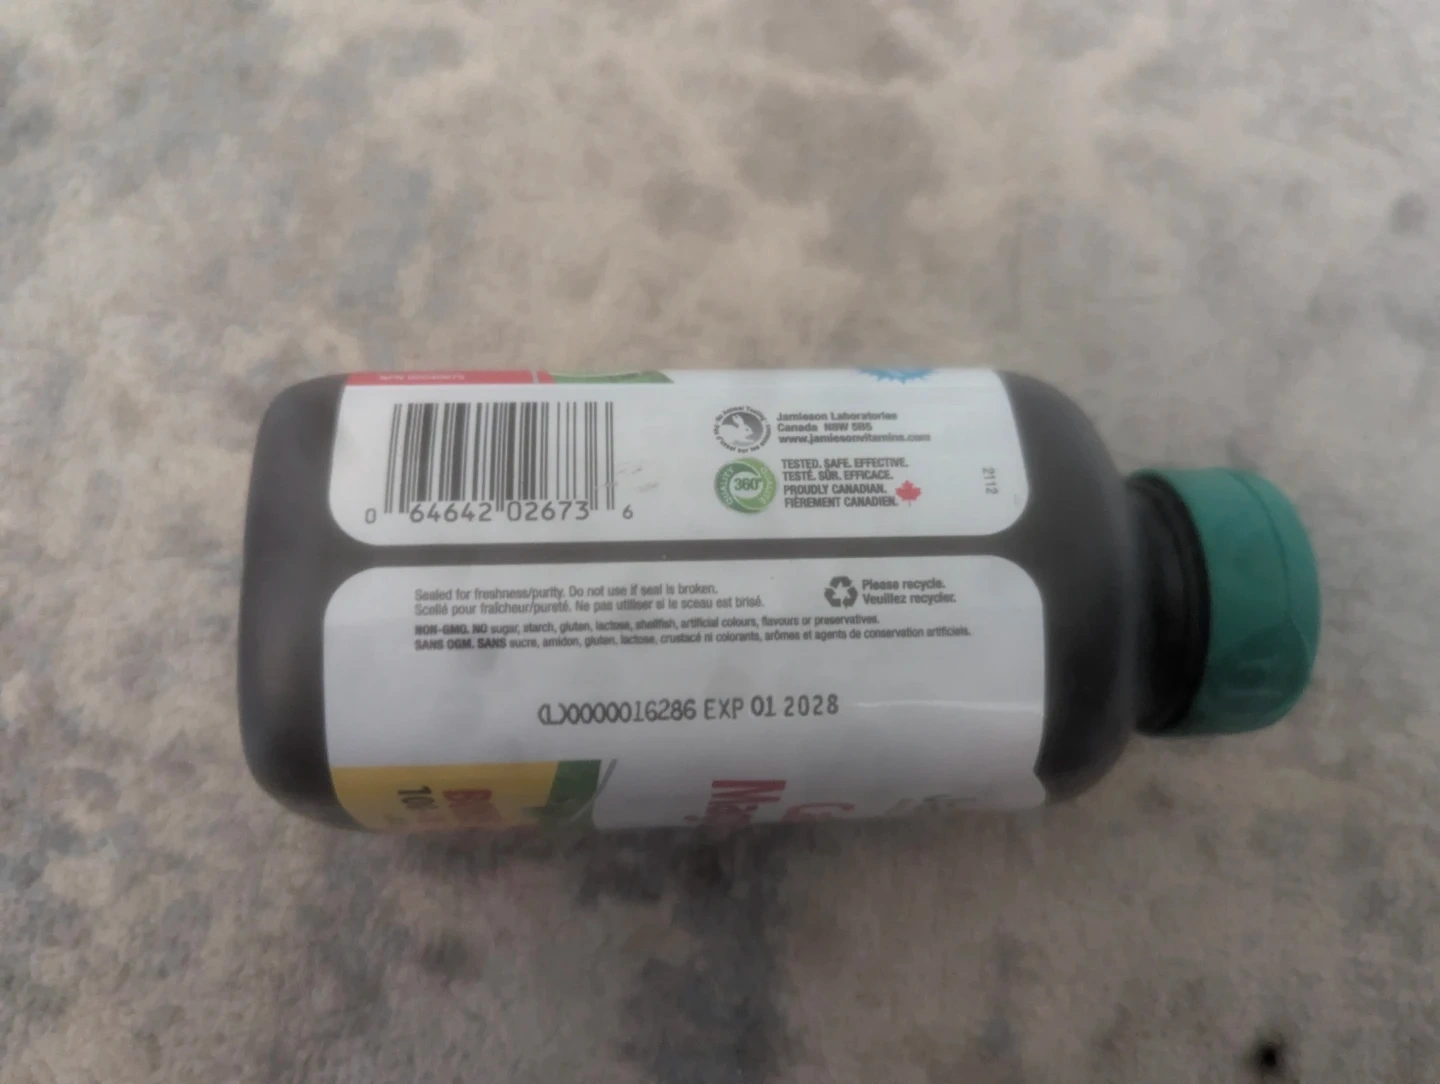 0 64642 02673 6
Jamieson Laboratories
Canada N8W 5B5
www.jamiesonvitamins.com
360°
TESTED. SAFE. EFFECTIVE.
TESTÉ. SÛR. EFFICACE.
PROUDLY CANADIAN.
FIÈREMENT CANADIEN.
2112
Sealed for freshness/purity. Do not use if seal is broken.
Scellé pour fraîcheur/pureté. Ne pas utiliser si le sceau est brisé.
Please recycle.
Veuillez recycler.
NON-GMO. NO sugar, starch, gluten, lactose, shellfish, artificial colours, flavours or preservatives.
SANS OGM. SANS sucre, amidon, gluten, lactose, crustacé ni colorants, arômes et agents de conservation artificiels.
(L)0000016286 EXP 01 2028